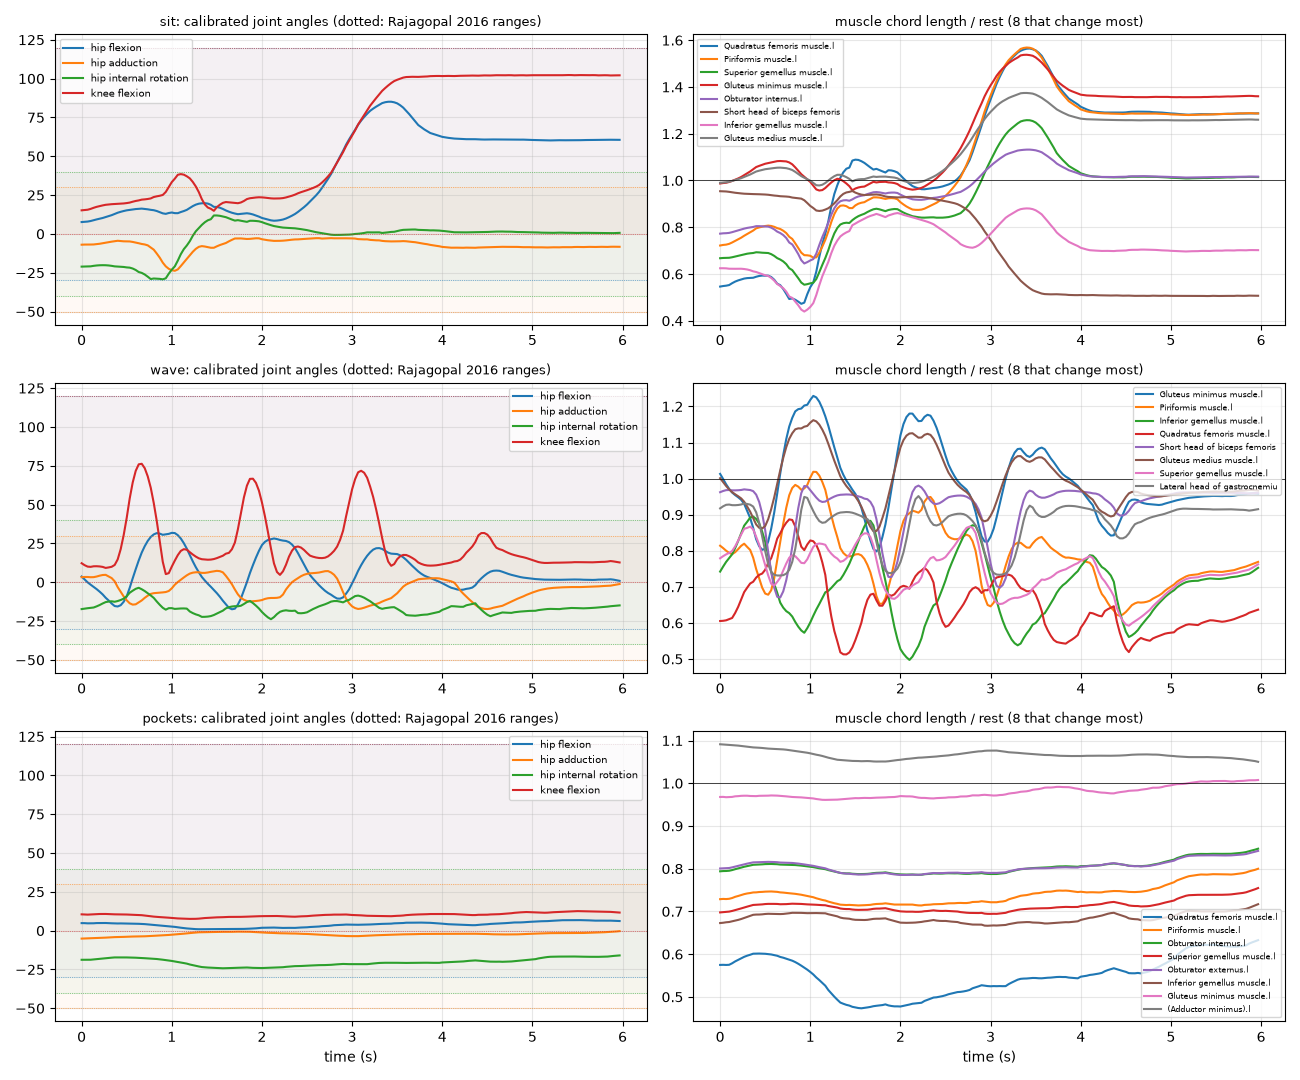 sit: calibrated joint angles (dotted: Rajagopal 2016 ranges)
125
100
75
50
25
0
−25
−50
0 1 2 3 4 5 6
hip flexion
hip adduction
hip internal rotation
knee flexion
muscle chord length / rest (8 that change most)
1.6
1.4
1.2
1.0
0.8
0.6
0.4
0 1 2 3 4 5 6
Quadratus femoris muscle.l
Piriformis muscle.l
Superior gemellus muscle.l
Gluteus minimus muscle.l
Obturator internus.l
Short head of biceps femoris
Inferior gemellus muscle.l
Gluteus medius muscle.l
wave: calibrated joint angles (dotted: Rajagopal 2016 ranges)
125
100
75
50
25
0
−25
−50
0 1 2 3 4 5 6
hip flexion
hip adduction
hip internal rotation
knee flexion
muscle chord length / rest (8 that change most)
1.2
1.1
1.0
0.9
0.8
0.7
0.6
0.5
0 1 2 3 4 5 6
Gluteus minimus muscle.l
Piriformis muscle.l
Inferior gemellus muscle.l
Quadratus femoris muscle.l
Short head of biceps femoris
Gluteus medius muscle.l
Superior gemellus muscle.l
Lateral head of gastrocnemiu
pockets: calibrated joint angles (dotted: Rajagopal 2016 ranges)
125
100
75
50
25
0
−25
−50
0 1 2 3 4 5 6
time (s)
hip flexion
hip adduction
hip internal rotation
knee flexion
muscle chord length / rest (8 that change most)
1.1
1.0
0.9
0.8
0.7
0.6
0.5
0 1 2 3 4 5 6
time (s)
Quadratus femoris muscle.l
Piriformis muscle.l
Obturator internus.l
Superior gemellus muscle.l
Obturator externus.l
Inferior gemellus muscle.l
Gluteus minimus muscle.l
(Adductor minimus).l